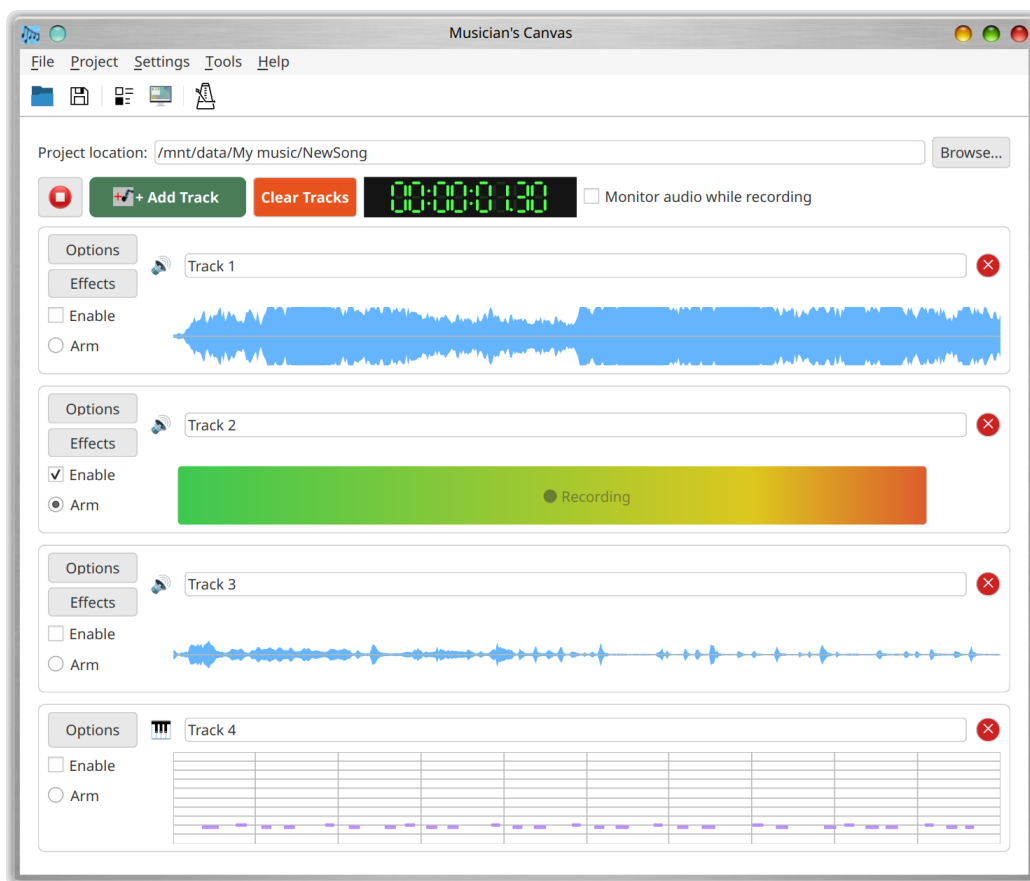 Musician's Canvas
File Project Settings Tools Help
Project location: /mnt/data/My music/NewSong Browse...
+ Add Track Clear Tracks 00:00:01.30 Monitor audio while recording
Options
Track 1
Effects
Enable
Arm
Options
Track 2
Effects
Enable
Recording
Arm
Options
Track 3
Effects
Enable
Arm
Options Track 4
Enable
Arm